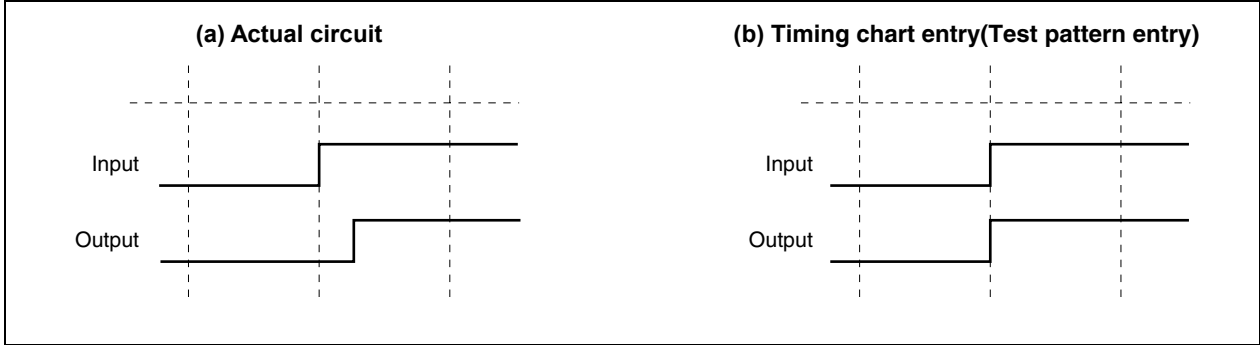 (a) Actual circuit
Input
Output
(b) Timing chart entry(Test pattern entry)
Input
Output